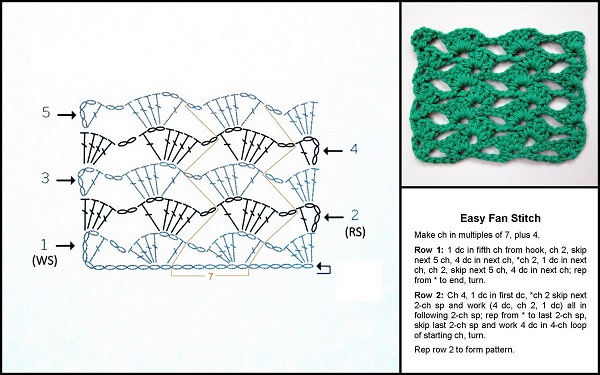 5
4
3
2
(RS)
1
(WS)
7
Easy Fan Stitch
Make ch in multiples of 7, plus 4.
Row 1: 1 dc in fifth ch from hook, ch 2, skip
next 5 ch, 4 dc in next ch, *ch 2, 1 dc in next
ch, ch 2, skip next 5 ch, 4 dc in next ch; rep
from * to end, turn.
Row 2: Ch 4, 1 dc in first dc, *ch 2 skip next
2-ch sp and work (4 dc, ch 2, 1 dc) all in
following 2-ch sp; rep from * to last 2-ch sp,
skip last 2-ch sp and work 4 dc in 4-ch loop
of starting ch, turn.
Rep row 2 to form pattern.